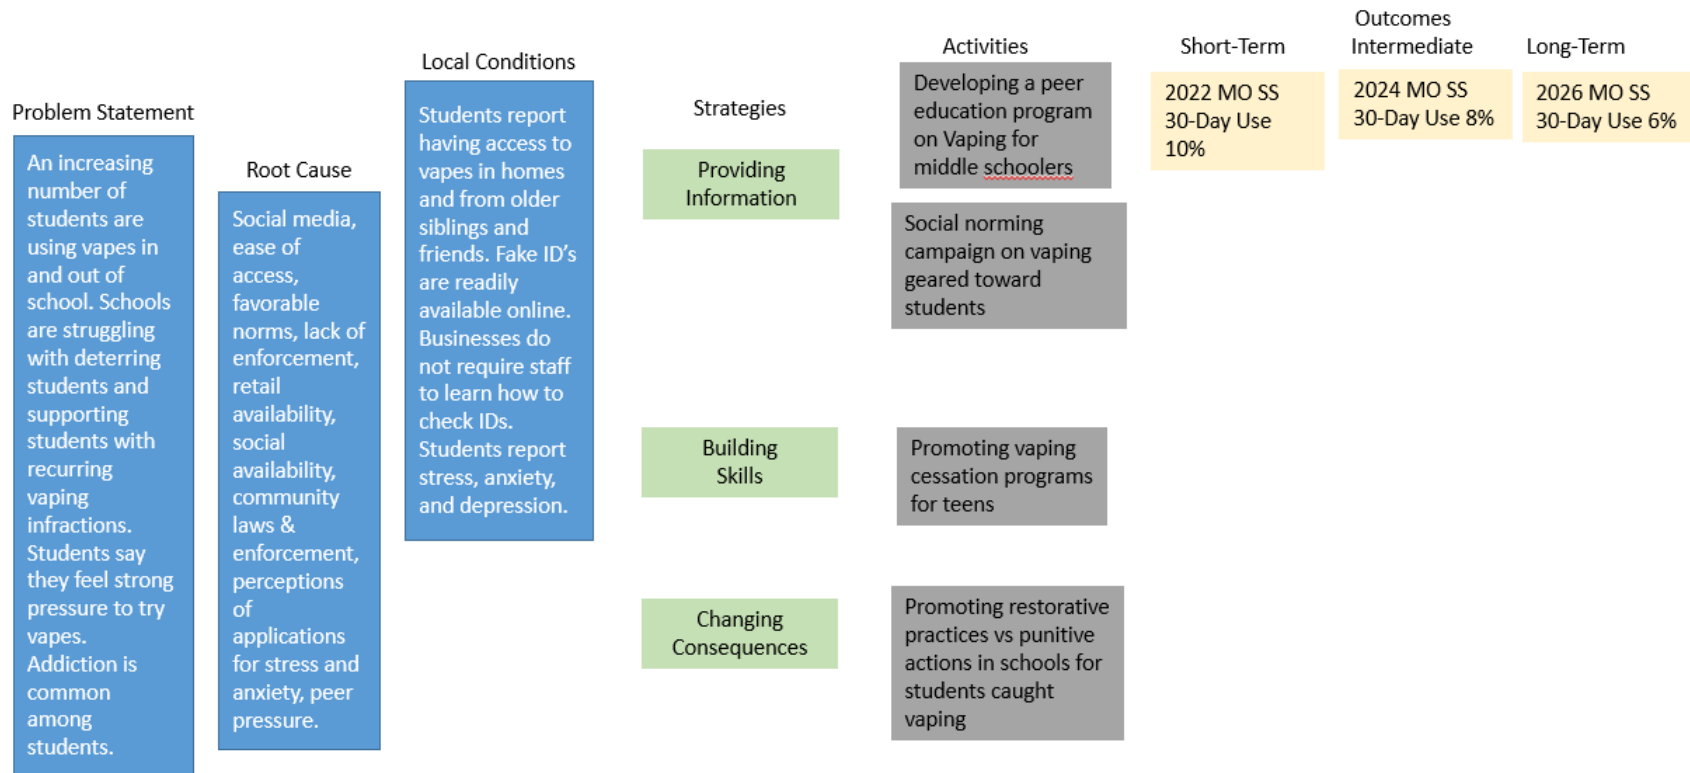 Problem Statement
An increasing
number of
students are
using vapes in
and out of
school. Schools
are struggling
with deterring
students and
supporting
students with
recurring
vaping
infractions.
Students say
they feel strong
pressure to try
vapes.
Addiction is
common
among
students.
Root Cause
Social media,
ease of
access,
favorable
norms, lack of
enforcement,
retail
availability,
social
availability,
community
laws &
enforcement,
perceptions
of
applications
for stress and
anxiety, peer
pressure.
Local Conditions
Students report
having access to
vapes in homes
and from older
siblings and
friends. Fake ID’s
are readily
available online.
Businesses do
not require staff
to learn how to
check IDs.
Students report
stress, anxiety,
and depression.
Strategies
Providing
Information
Building
Skills
Changing
Consequences
Activities
Developing a peer
education program
on Vaping for
middle schoolers
Social norming
campaign on vaping
geared toward
students
Promoting vaping
cessation programs
for teens
Promoting restorative
practices vs punitive
actions in schools for
students caught
vaping
Outcomes
Short-Term
2022 MO SS
30-Day Use
10%
Intermediate
2024 MO SS
30-Day Use 8%
Long-Term
2026 MO SS
30-Day Use 6%